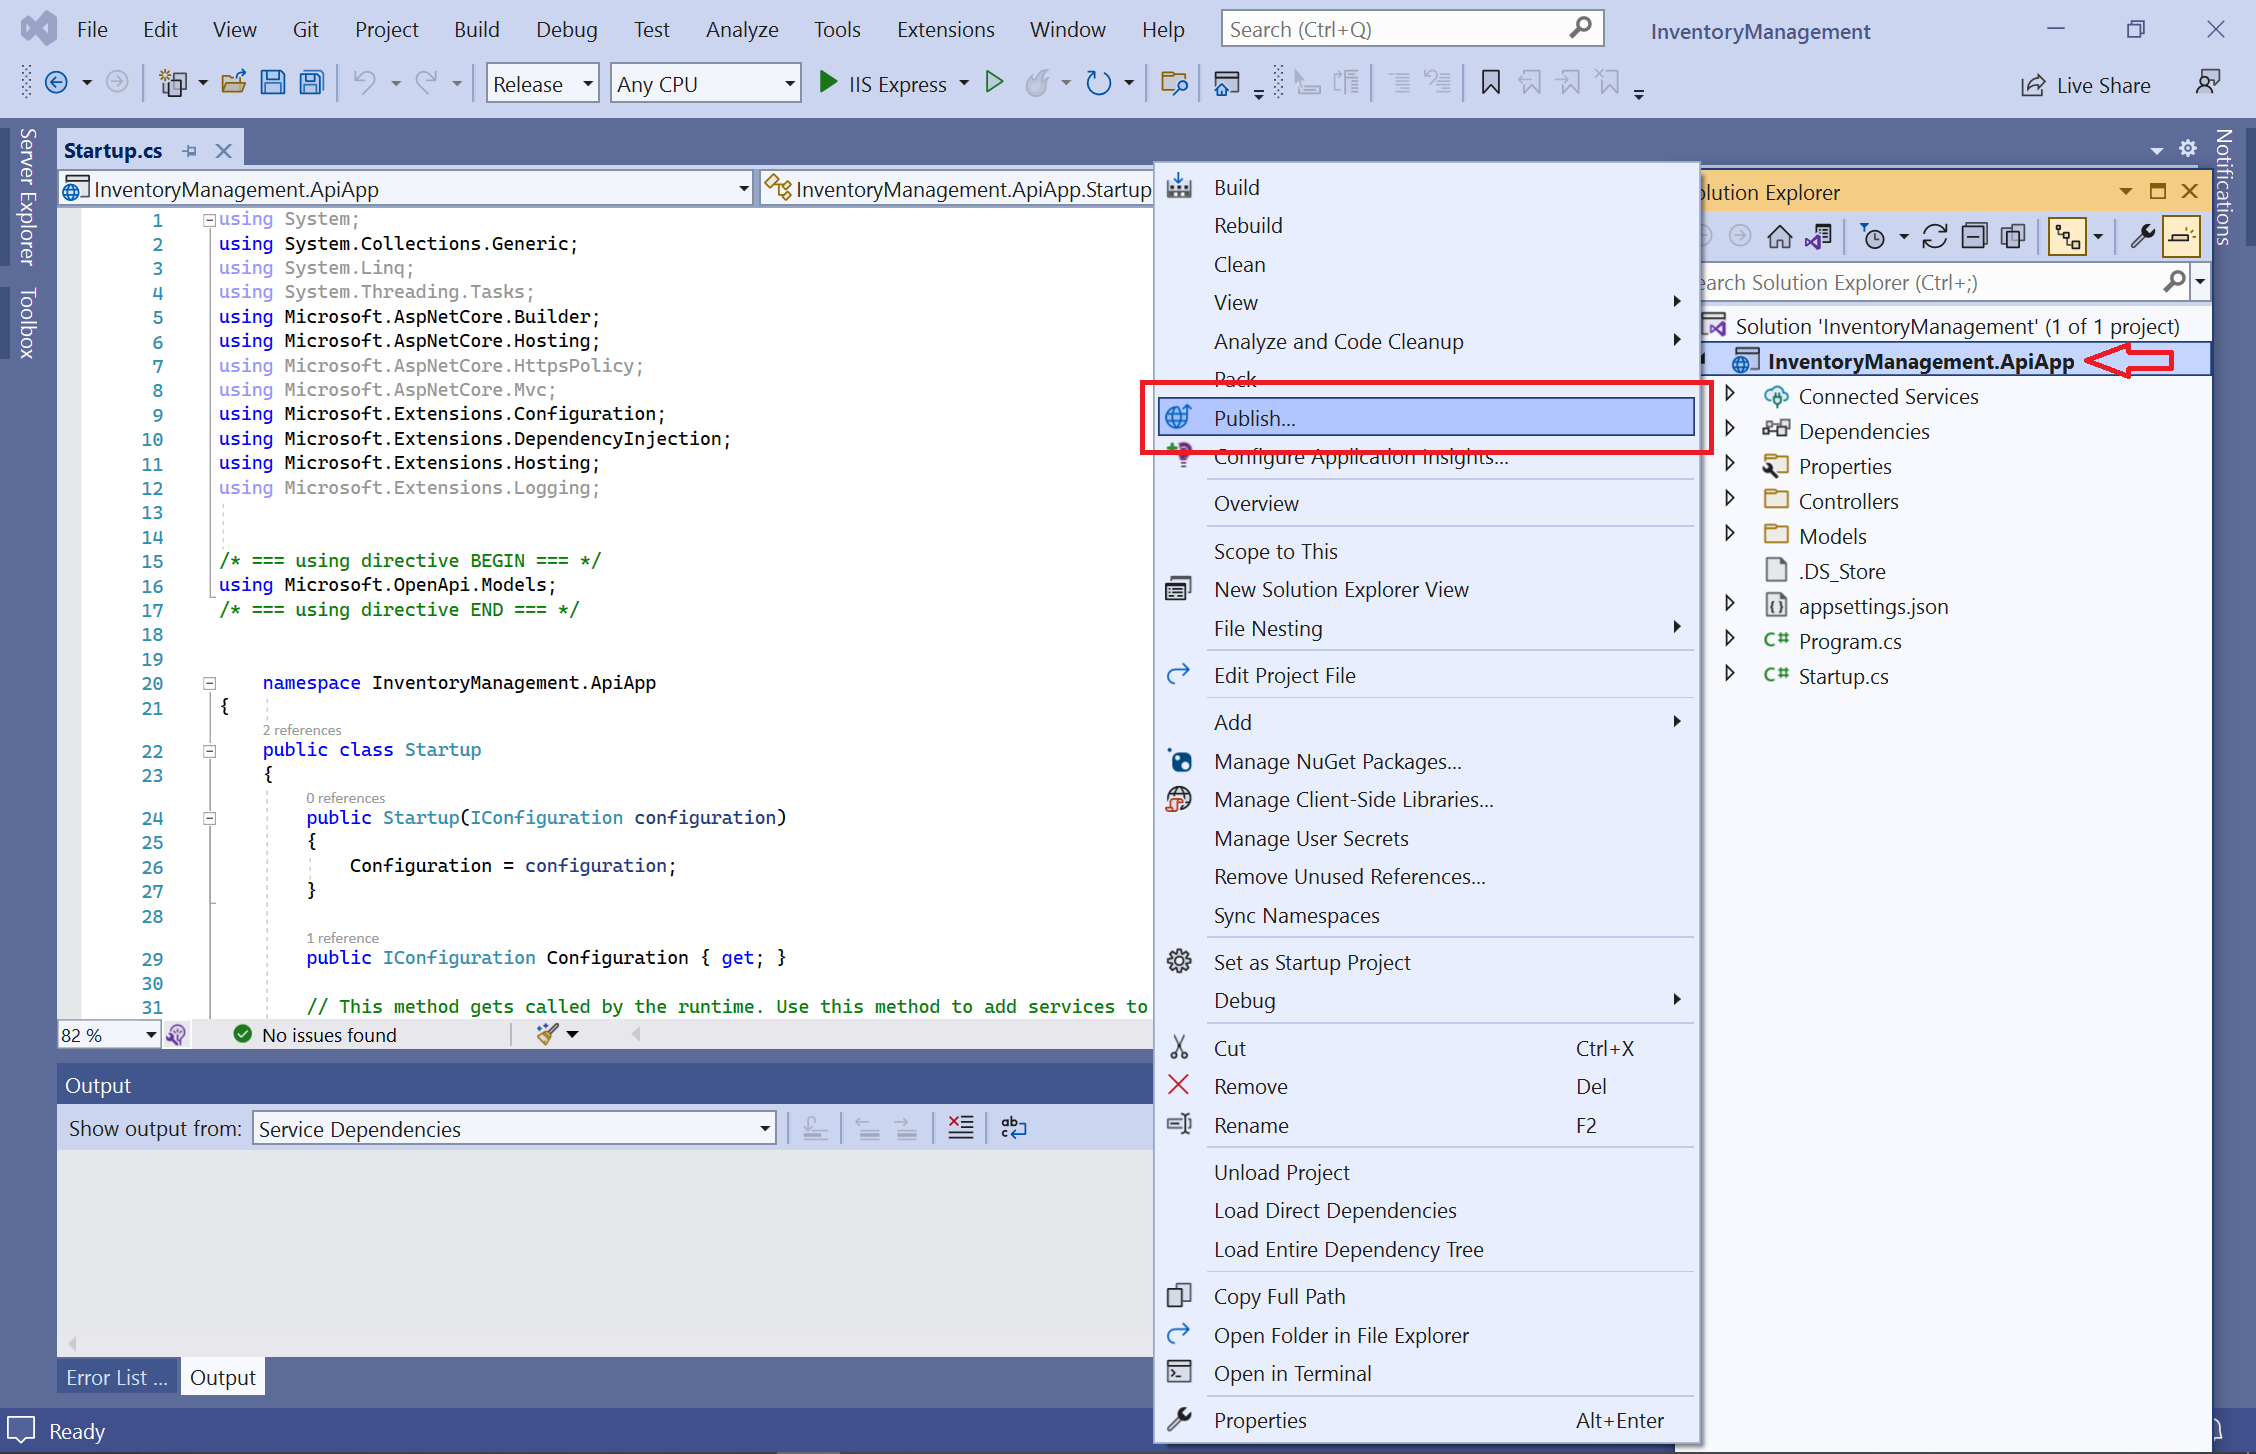 File Edit View Git Project Build Debug Test Analyze Tools Extensions Window Help Search (Ctrl+Q) InventoryManagement
Release Any CPU IIS Express Live Share
Server Explorer
Toolbox
Startup.cs
InventoryManagement.ApiApp InventoryManagement.ApiApp.Startup
1 using System;
2 using System.Collections.Generic;
3 using System.Linq;
4 using System.Threading.Tasks;
5 using Microsoft.AspNetCore.Builder;
6 using Microsoft.AspNetCore.Hosting;
7 using Microsoft.AspNetCore.HttpsPolicy;
8 using Microsoft.AspNetCore.Mvc;
9 using Microsoft.Extensions.Configuration;
10 using Microsoft.Extensions.DependencyInjection;
11 using Microsoft.Extensions.Hosting;
12 using Microsoft.Extensions.Logging;
13
14
15 /* === using directive BEGIN === */
16 using Microsoft.OpenApi.Models;
17 /* === using directive END === */
18
19
20 namespace InventoryManagement.ApiApp
21 {
2 references
22 public class Startup
23 {
0 references
24 public Startup(IConfiguration configuration)
25 {
26 Configuration = configuration;
27 }
28
1 reference
29 public IConfiguration Configuration { get; }
30
31 // This method gets called by the runtime. Use this method to add services to
82 % No issues found
Output
Show output from: Service Dependencies
Error List ... Output
Ready
Build
Rebuild
Clean
View
Analyze and Code Cleanup
Pack
Publish...
Configure Application Insights...
Overview
Scope to This
New Solution Explorer View
File Nesting
Edit Project File
Add
Manage NuGet Packages...
Manage Client-Side Libraries...
Manage User Secrets
Remove Unused References...
Sync Namespaces
Set as Startup Project
Debug
Cut Ctrl+X
Remove Del
Rename F2
Unload Project
Load Direct Dependencies
Load Entire Dependency Tree
Copy Full Path
Open Folder in File Explorer
Open in Terminal
Properties Alt+Enter
olution Explorer
earch Solution Explorer (Ctrl+;)
Solution 'InventoryManagement' (1 of 1 project)
InventoryManagement.ApiApp
Connected Services
Dependencies
Properties
Controllers
Models
.DS_Store
appsettings.json
C# Program.cs
C# Startup.cs
Notifications